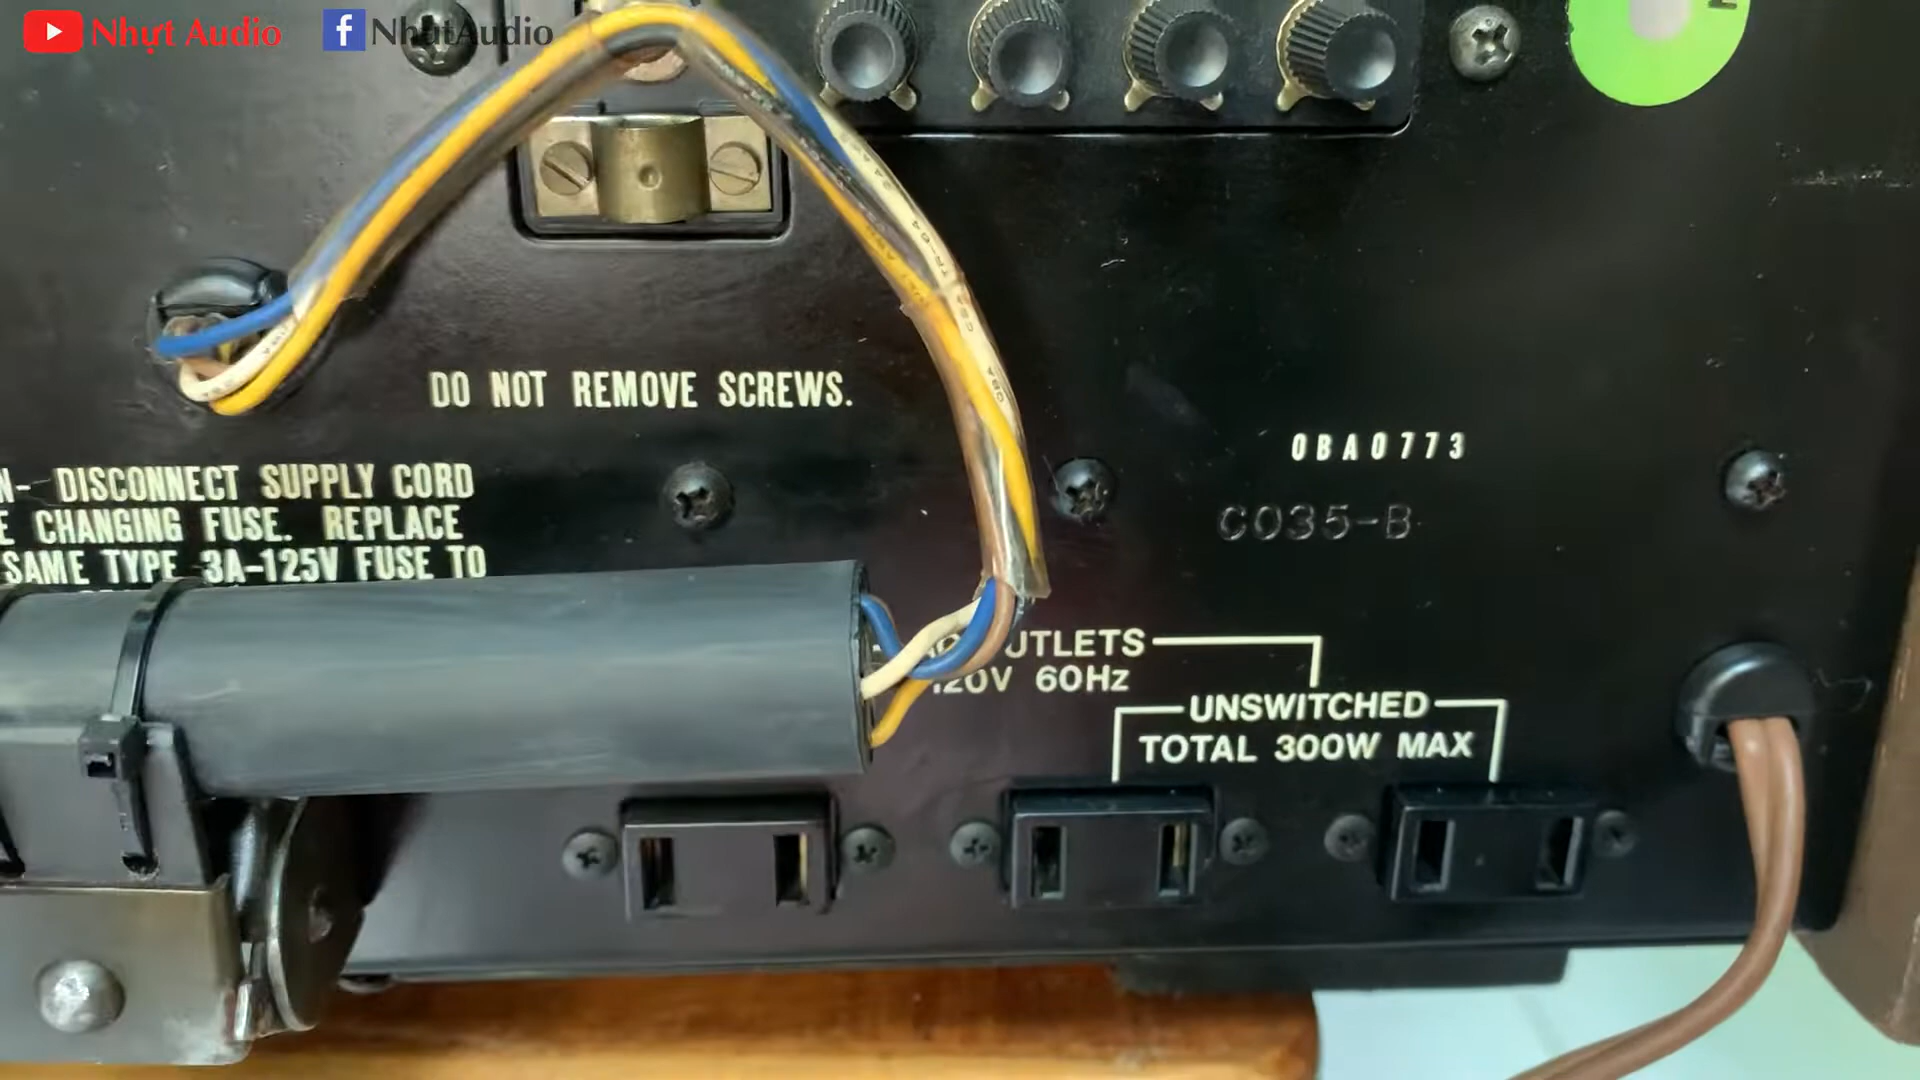 Nhựt Audio
NhựtAudio
DO NOT REMOVE SCREWS.
DISCONNECT SUPPLY CORD
CHANGING FUSE. REPLACE
SAME TYPE 3A-125V FUSE TO
0BA0773
C035-B
UTLETS
120V 60Hz
UNSWITCHED
TOTAL 300W MAX